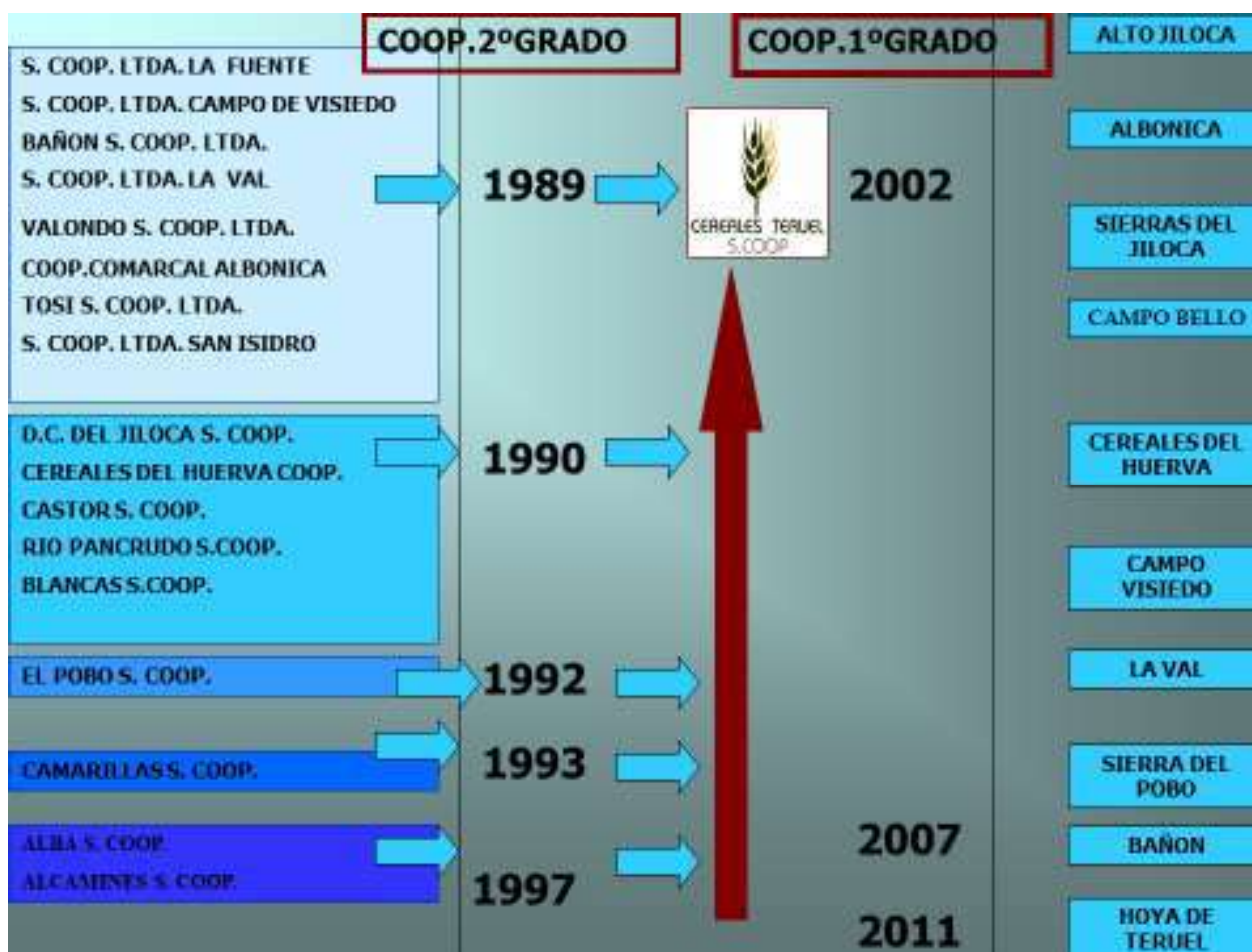 COOP.2ºGRADO
COOP.1ºGRADO
S. COOP. LTDA. LA FUENTE
S. COOP. LTDA. CAMPO DE VISIEDO
BAÑON S. COOP. LTDA.
S. COOP. LTDA. LA VAL
VALONDO S. COOP. LTDA.
COOP.COMARCAL ALBONICA
TOSI S. COOP. LTDA.
S. COOP. LTDA. SAN ISIDRO
1989
CEREALES TERUEL
S.COOP
2002
D.C. DEL JILOCA S. COOP.
CEREALES DEL HUERVA COOP.
CASTOR S. COOP.
RIO PANCRUDO S.COOP.
BLANCAS S.COOP.
1990
EL POBO S. COOP.
1992
CAMARILLAS S. COOP.
1993
ALBA S. COOP.
ALCAMINES S. COOP.
1997
2007
2011
ALTO JILOCA
ALBONICA
SIERRAS DEL
JILOCA
CAMPO BELLO
CEREALES DEL
HUERVA
CAMPO
VISIEDO
LA VAL
SIERRA DEL
POBO
BAÑON
HOYA DE
TERUEL